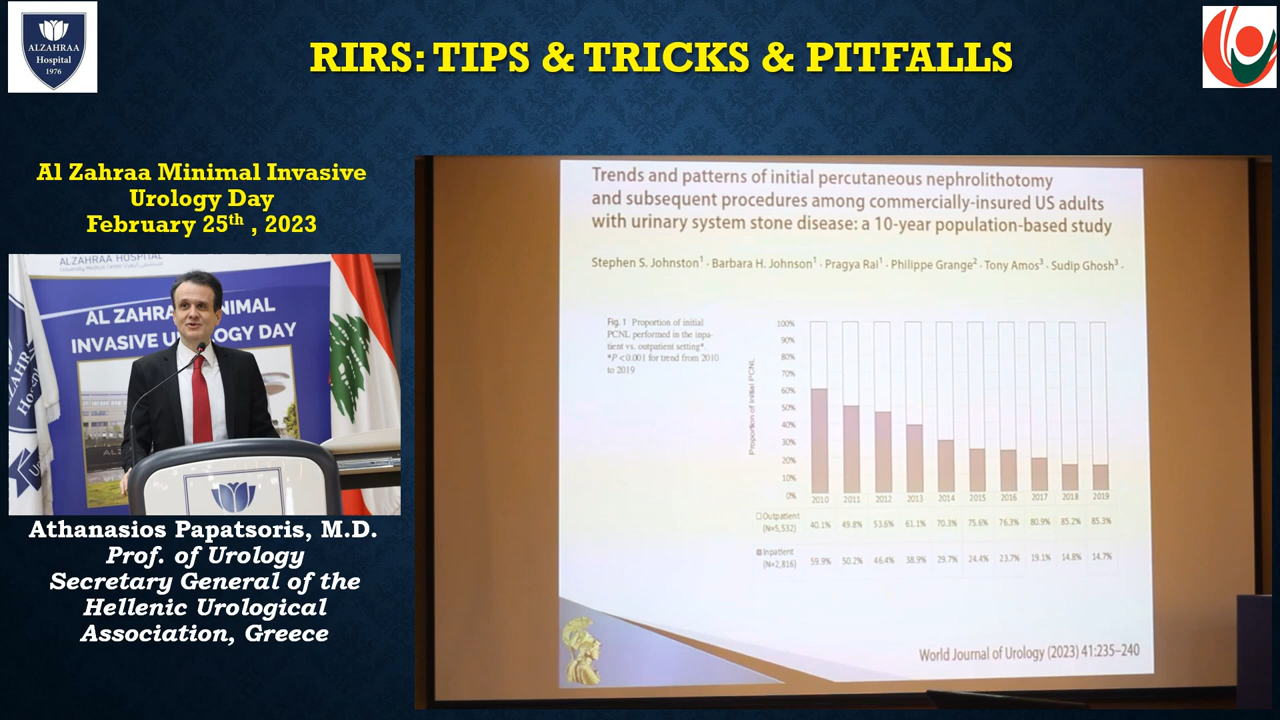 ALZAHRAA
Hospital
1976
RIRS: TIPS & TRICKS & PITFALLS
Al Zahraa Minimal Invasive
Urology Day
February 25th , 2023
ALZAHRAA HOSPITAL
AL ZAHRA NIMAL
INVASIVE U OGY DAY
Athanasios Papatsoris, M.D.
Prof. of Urology
Secretary General of the
Hellenic Urological
Association, Greece
Trends and patterns of initial percutaneous nephrolithotomy
and subsequent procedures among commercially-insured US adults
with urinary system stone disease: a 10-year population-based study
Stephen S. Johnston1 · Barbara H. Johnson1 · Pragya Rai1 · Philippe Grange2 · Tony Amos3 · Sudip Ghosh3 ·
Fig. 1 Proportion of initial
PCNL performed in the inpa-
tient vs. outpatient setting*.
*P < 0.001 for trend from 2010
to 2019
Proportion of initial PCNL
100%
90%
80%
70%
60%
50%
40%
30%
20%
10%
0%
2010 2011 2012 2013 2014 2015 2016 2017 2018 2019
Outpatient
(N=5,532) 40.1% 49.8% 53.6% 61.1% 70.3% 75.6% 76.3% 80.9% 85.2% 85.3%
Inpatient
(N=2,816) 59.9% 50.2% 46.4% 38.9% 29.7% 24.4% 23.7% 19.1% 14.8% 14.7%
World Journal of Urology (2023) 41:235–240